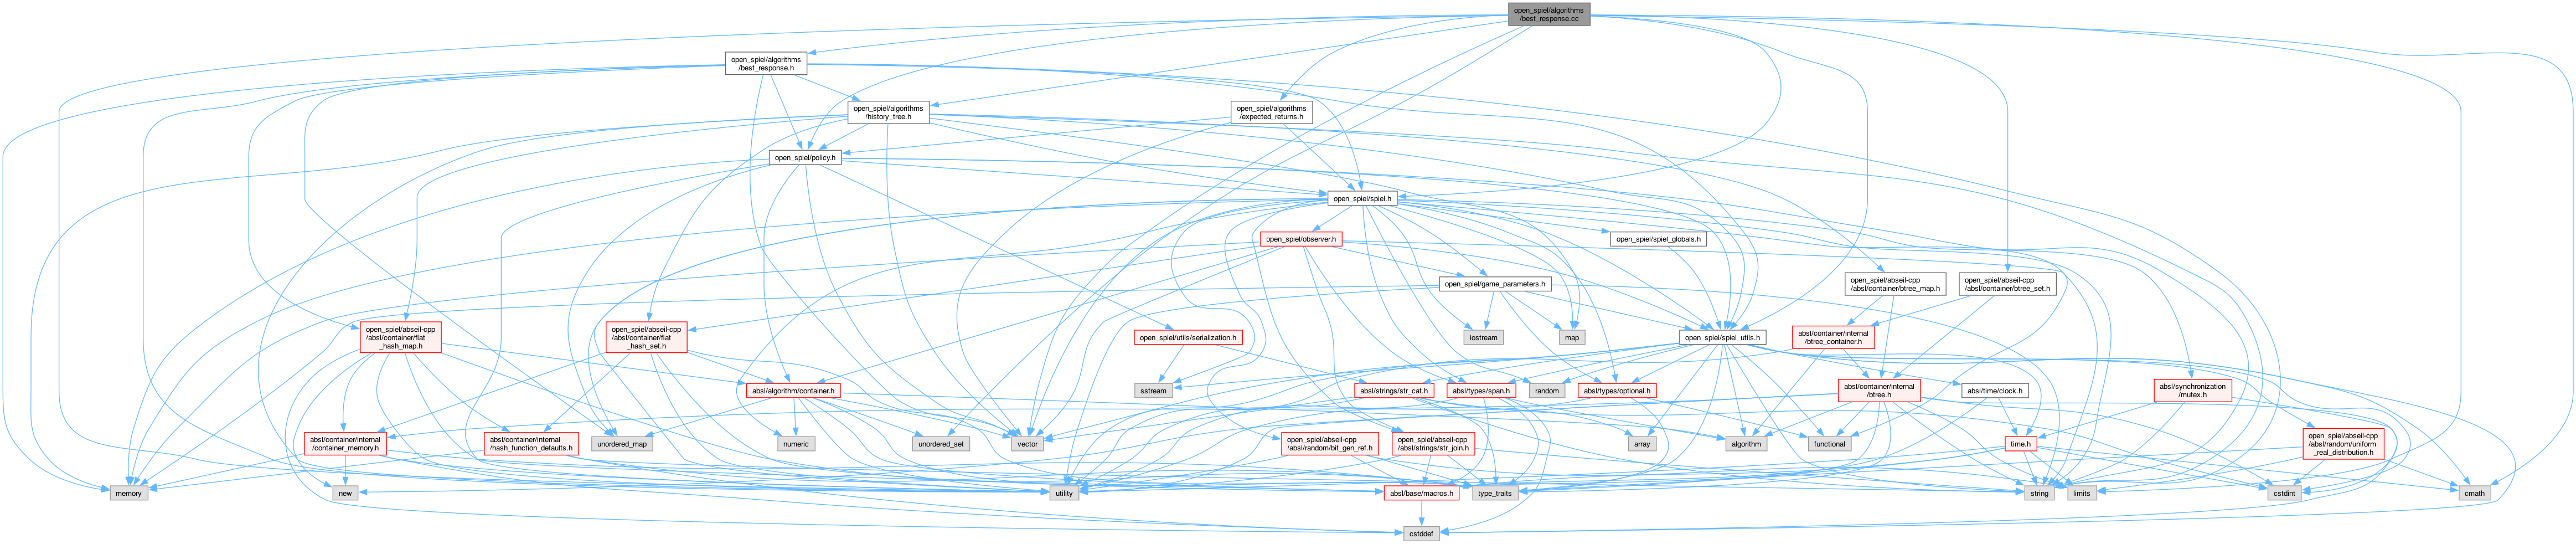 open_spiel/algorithms
/best_response.cc
open_spiel/algorithms
/best_response.h
open_spiel/algorithms
/history_tree.h
open_spiel/algorithms
/expected_returns.h
open_spiel/policy.h
open_spiel/spiel.h
open_spiel/observer.h
open_spiel/spiel_globals.h
open_spiel/game_parameters.h
open_spiel/abseil-cpp
/absl/container/btree_map.h
open_spiel/abseil-cpp
/absl/container/btree_set.h
open_spiel/abseil-cpp
/absl/container/flat
_hash_map.h
open_spiel/abseil-cpp
/absl/container/flat
_hash_set.h
open_spiel/utils/serialization.h
iostream
map
open_spiel/spiel_utils.h
absl/container/internal
/btree_container.h
absl/algorithm/container.h
sstream
absl/strings/str_cat.h
absl/types/span.h
random
absl/types/optional.h
absl/container/internal
/btree.h
absl/time/clock.h
absl/synchronization
/mutex.h
absl/container/internal
/container_memory.h
absl/container/internal
/hash_function_defaults.h
unordered_map
numeric
unordered_set
vector
open_spiel/abseil-cpp
/absl/random/bit_gen_ref.h
open_spiel/abseil-cpp
/absl/strings/str_join.h
array
algorithm
functional
time.h
open_spiel/abseil-cpp
/absl/random/uniform
_real_distribution.h
memory
new
utility
absl/base/macros.h
type_traits
string
limits
cstdint
cmath
cstddef